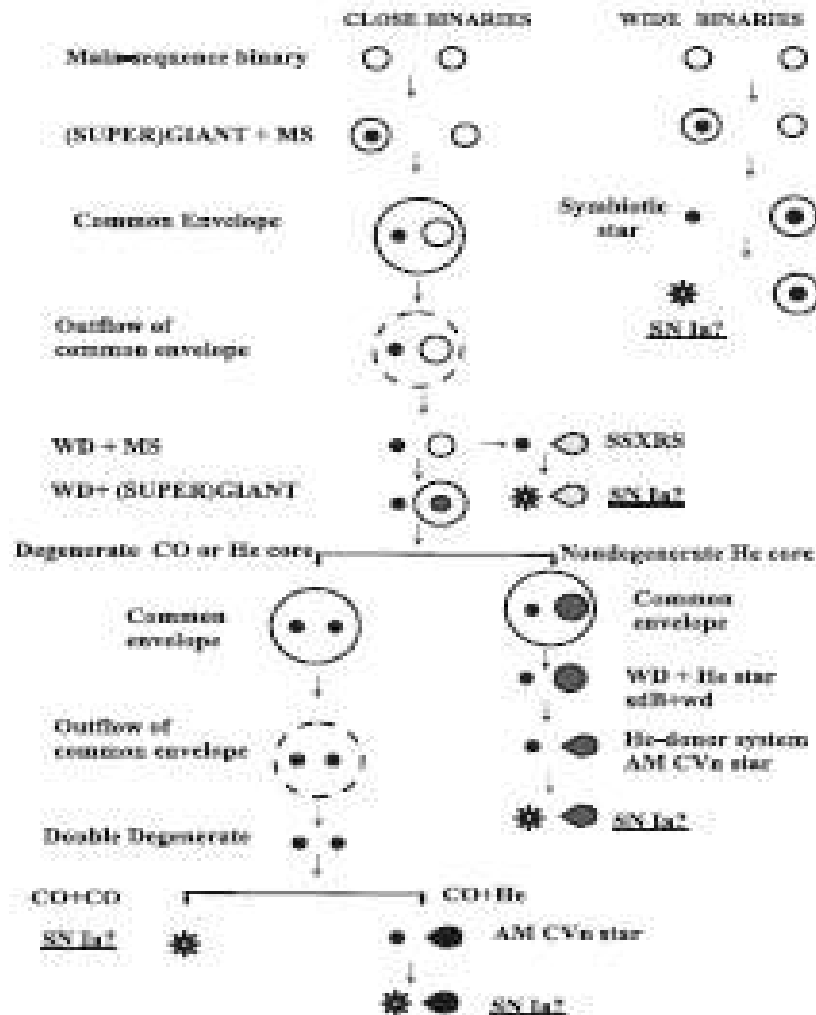 CLOSE BINARIES
WIDE BINARIES
Main-sequence binary
(SUPER)GIANT + MS
Common Envelope
Symbiotic
star
SN Ia?
Outflow of
common envelope
WD + MS
SSXRS
WD+ (SUPER)GIANT
SN Ia?
Degenerate CO or He core
Nondegenerate He core
Common
envelope
Common
envelope
WD + He star
sdB+wd
Outflow of
common envelope
He-donor system
AM CVn star
SN Ia?
Double Degenerate
CO+CO
CO+He
SN Ia?
AM CVn star
SN Ia?